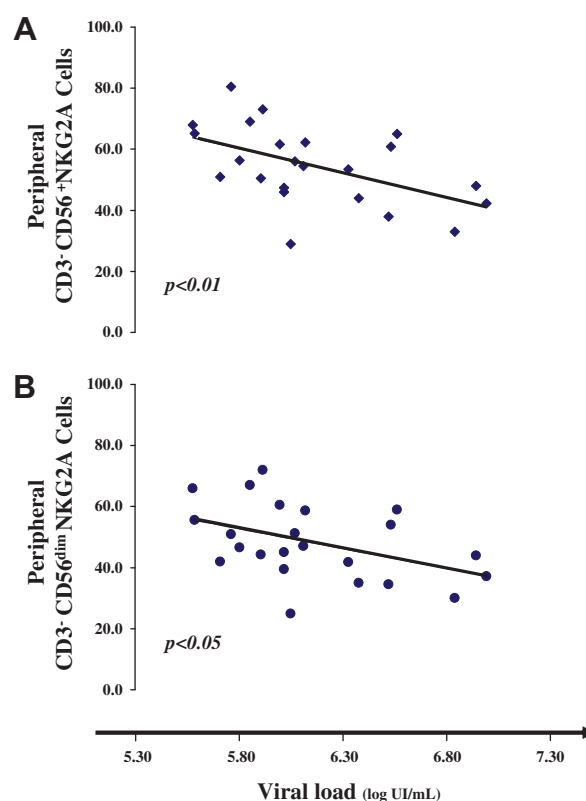 A
Peripheral
CD3- CD56+NKG2A Cells
100.0
80.0
60.0
40.0
20.0
0.0
p<0.01
B
Peripheral
CD3- CD56dim NKG2A Cells
100.0
80.0
60.0
40.0
20.0
0.0
p<0.05
5.30 5.80 6.30 6.80 7.30
Viral load (log UI/mL)